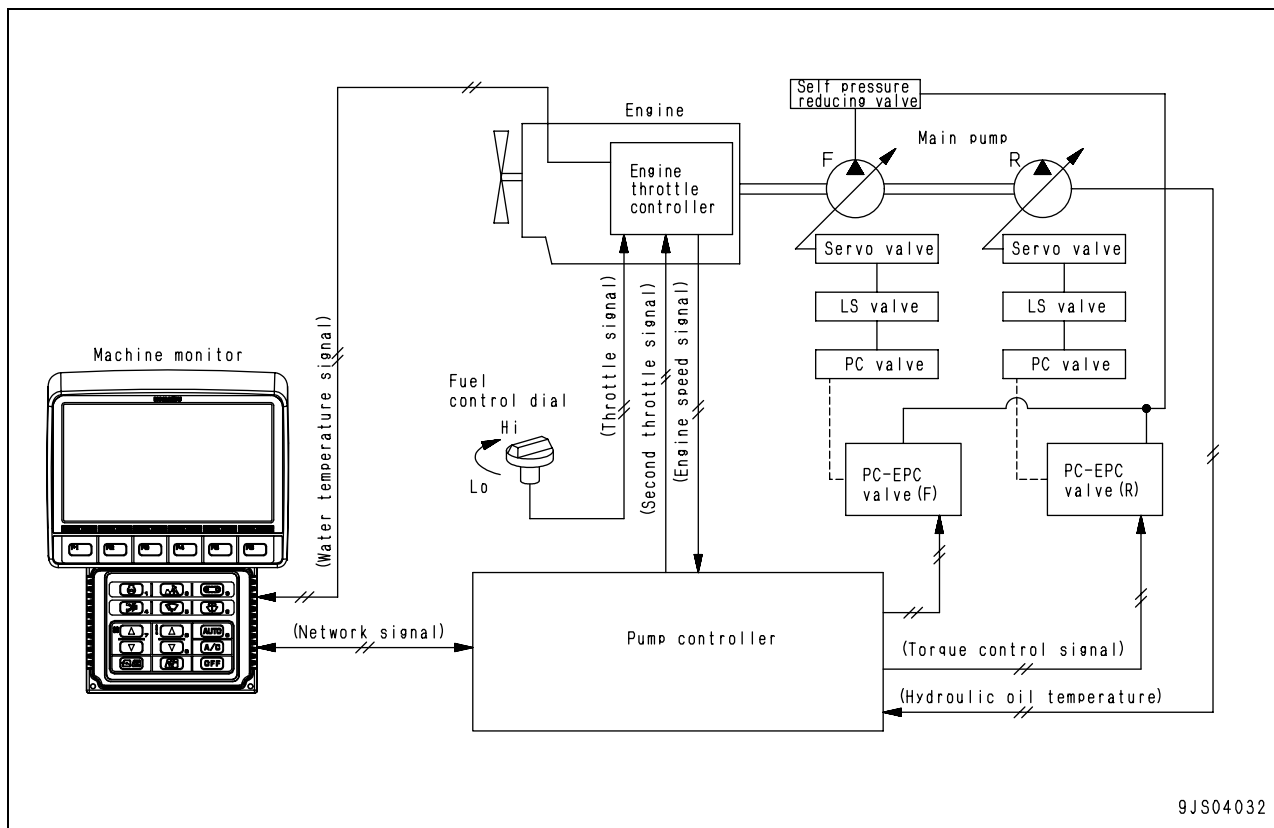 Self pressure
reducing valve
Engine
Main pump
F
R
Engine
throttle
controller
Servo valve
Servo valve
LS valve
LS valve
PC valve
PC valve
(Water temperature signal)
(Throttle signal)
(Second throttle signal)
(Engine speed signal)
Machine monitor
Fuel
control dial
Hi
Lo
PC-EPC
valve(F)
PC-EPC
valve(R)
(Network signal)
Pump controller
(Torque control signal)
(Hydraulic oil temperature)
AUTO
A/C
OFF
9JS04032